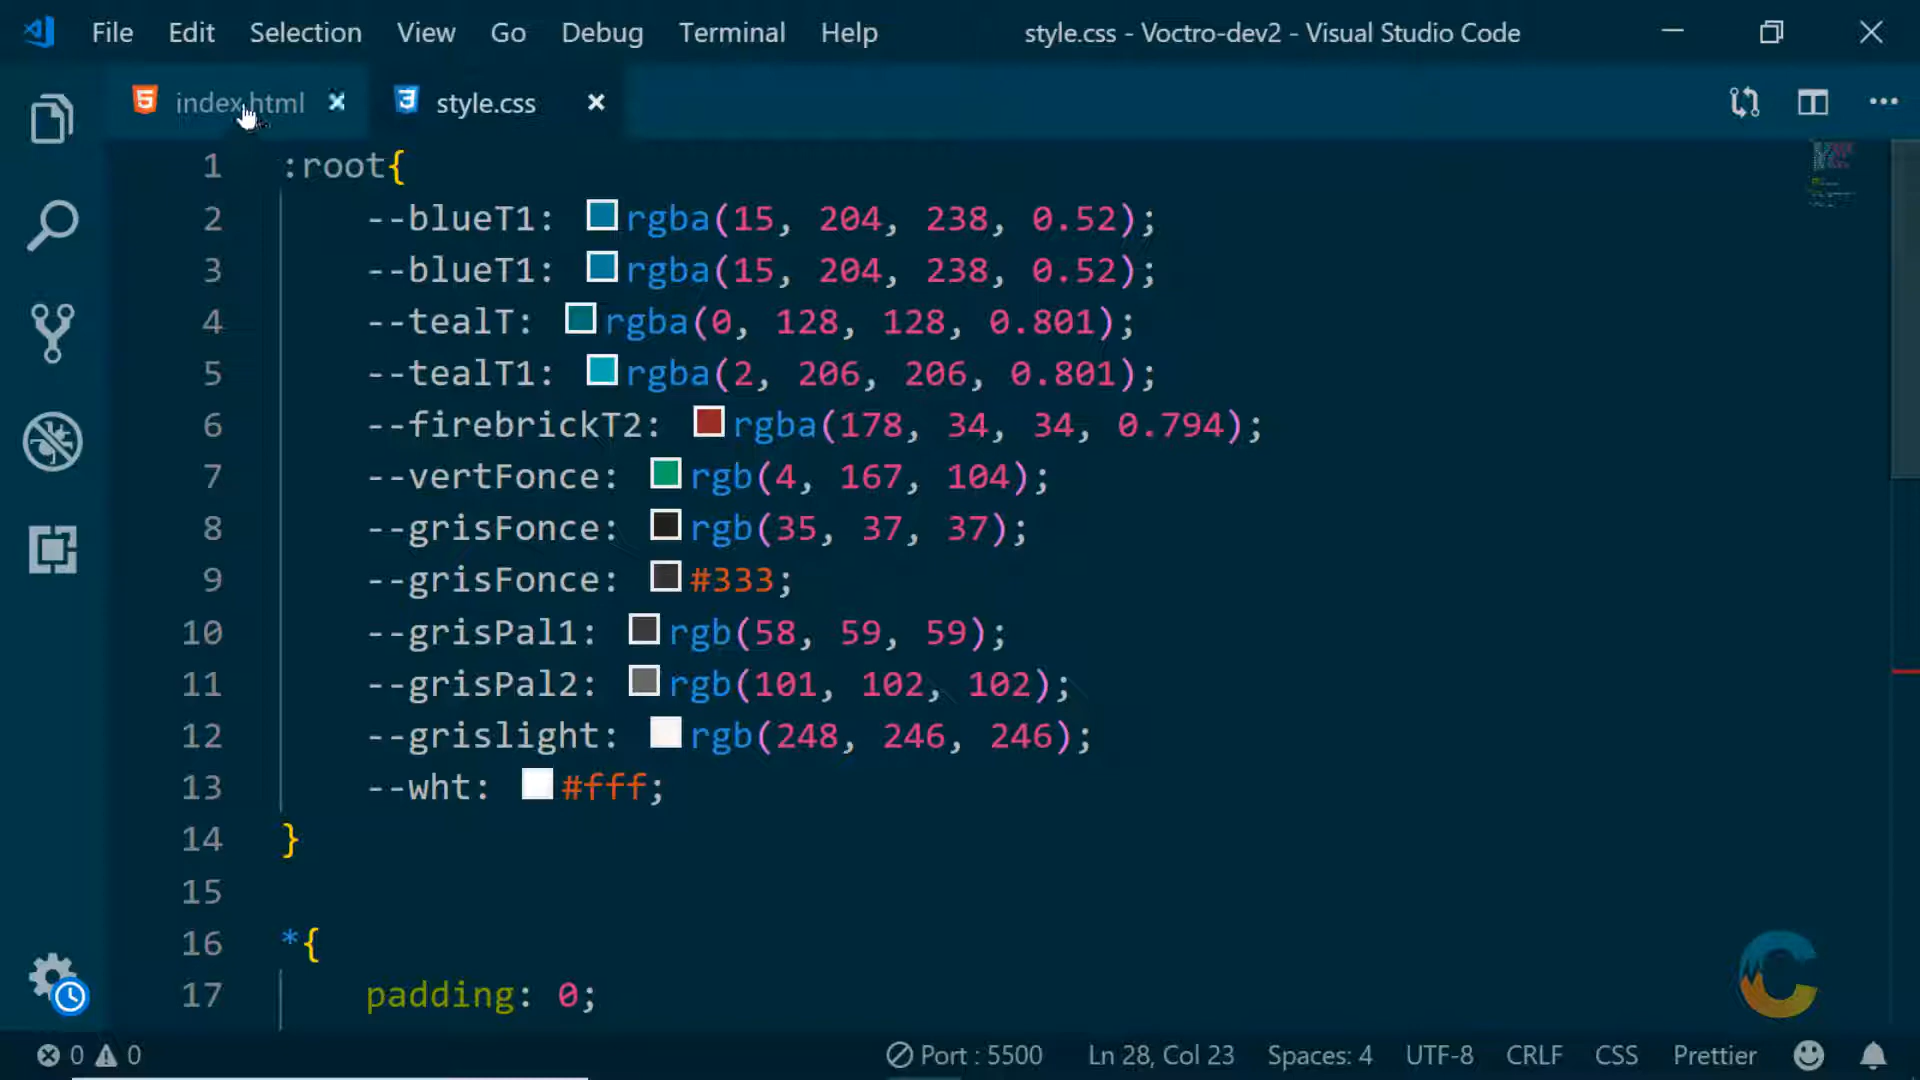 File Edit Selection View Go Debug Terminal Help style.css - Voctro-dev2 - Visual Studio Code
index.html style.css
1 :root{
2 --blueT1: rgba(15, 204, 238, 0.52);
3 --blueT1: rgba(15, 204, 238, 0.52);
4 --tealT: rgba(0, 128, 128, 0.801);
5 --tealT1: rgba(2, 206, 206, 0.801);
6 --firebrickT2: rgba(178, 34, 34, 0.794);
7 --vertFonce: rgb(4, 167, 104);
8 --grisFonce: rgb(35, 37, 37);
9 --grisFonce: #333;
10 --grisPal1: rgb(58, 59, 59);
11 --grisPal2: rgb(101, 102, 102);
12 --grislight: rgb(248, 246, 246);
13 --wht: #fff;
14 }
15
16 *{
17 padding: 0;
0 0 Port : 5500 Ln 28, Col 23 Spaces: 4 UTF-8 CRLF CSS Prettier